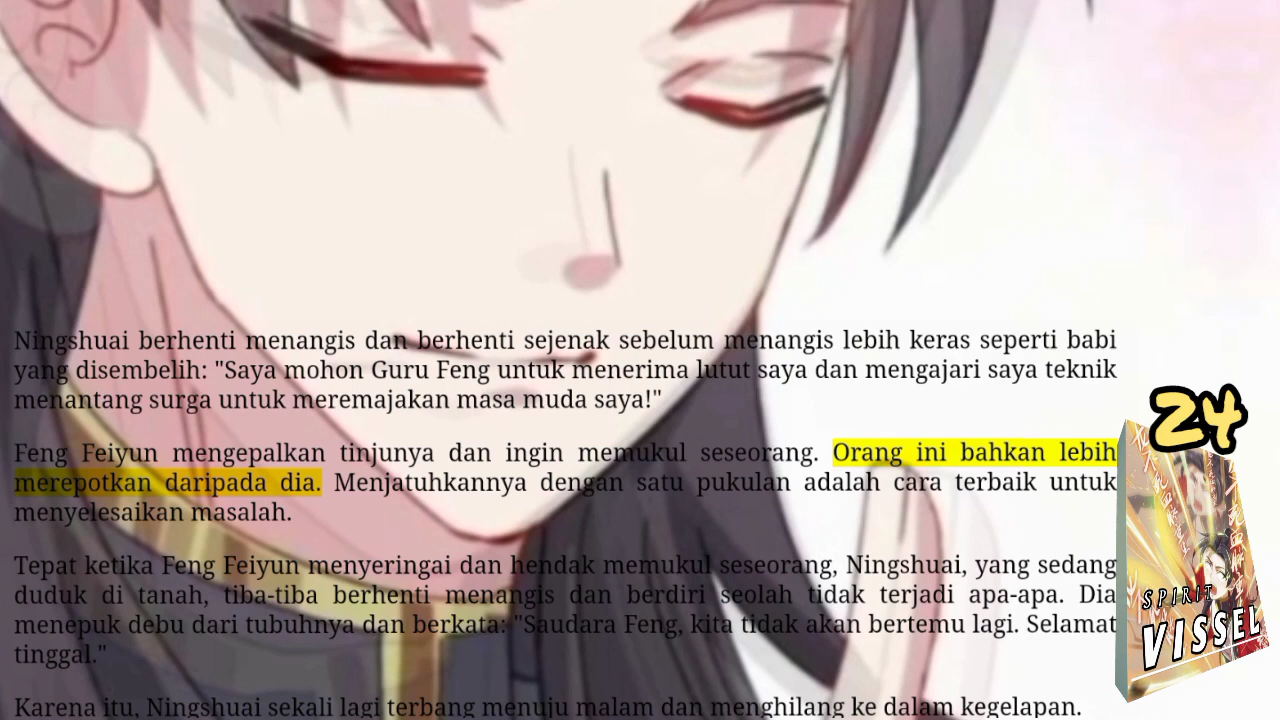 Ningshuai berhenti menangis dan berhenti sejenak sebelum menangis lebih keras seperti babi
yang disembelih: "Saya mohon Guru Feng untuk menerima lutut saya dan mengajari saya teknik
menantang surga untuk meremajakan masa muda saya!"
Feng Feiyun mengepalkan tinjunya dan ingin memukul seseorang. Orang ini bahkan lebih
merepotkan daripada dia. Menjatuhkannya dengan satu pukulan adalah cara terbaik untuk
menyelesaikan masalah.
Tepat ketika Feng Feiyun menyeringai dan hendak memukul seseorang, Ningshuai, yang sedang
duduk di tanah, tiba-tiba berhenti menangis dan berdiri seolah tidak terjadi apa-apa. Dia
menepuk debu dari tubuhnya dan berkata: "Saudara Feng, kita tidak akan bertemu lagi. Selamat
tinggal."
Karena itu, Ningshuai sekali lagi terbang menuju malam dan menghilang ke dalam kegelapan.
24
SPIRIT
VISSEL